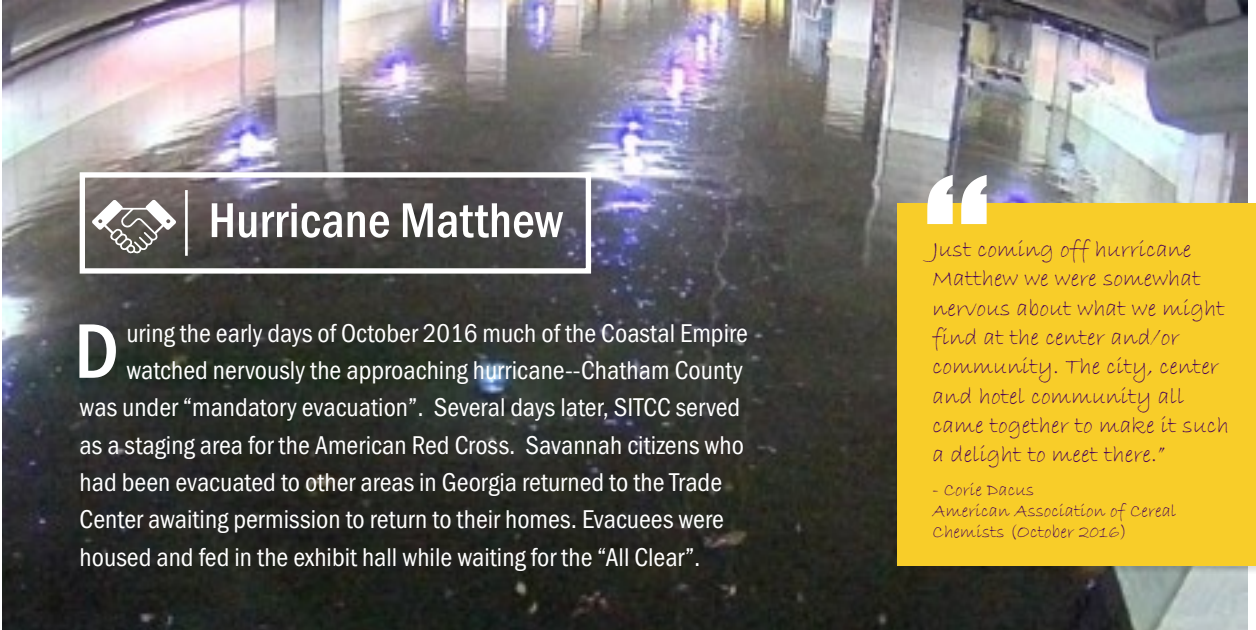 Hurricane Matthew
During the early days of October 2016 much of the Coastal Empire
watched nervously the approaching hurricane--Chatham County
was under “mandatory evacuation”.  Several days later, SITCC served
as a staging area for the American Red Cross.  Savannah citizens who
had been evacuated to other areas in Georgia returned to the Trade
Center awaiting permission to return to their homes. Evacuees were
housed and fed in the exhibit hall while waiting for the “All Clear”.
“
Just coming off hurricane
Matthew we were somewhat
nervous about what we might
find at the center and/or
community. The city, center
and hotel community all
came together to make it such
a delight to meet there.”
- Corie Dacus
American Association of Cereal
Chemists (October 2016)